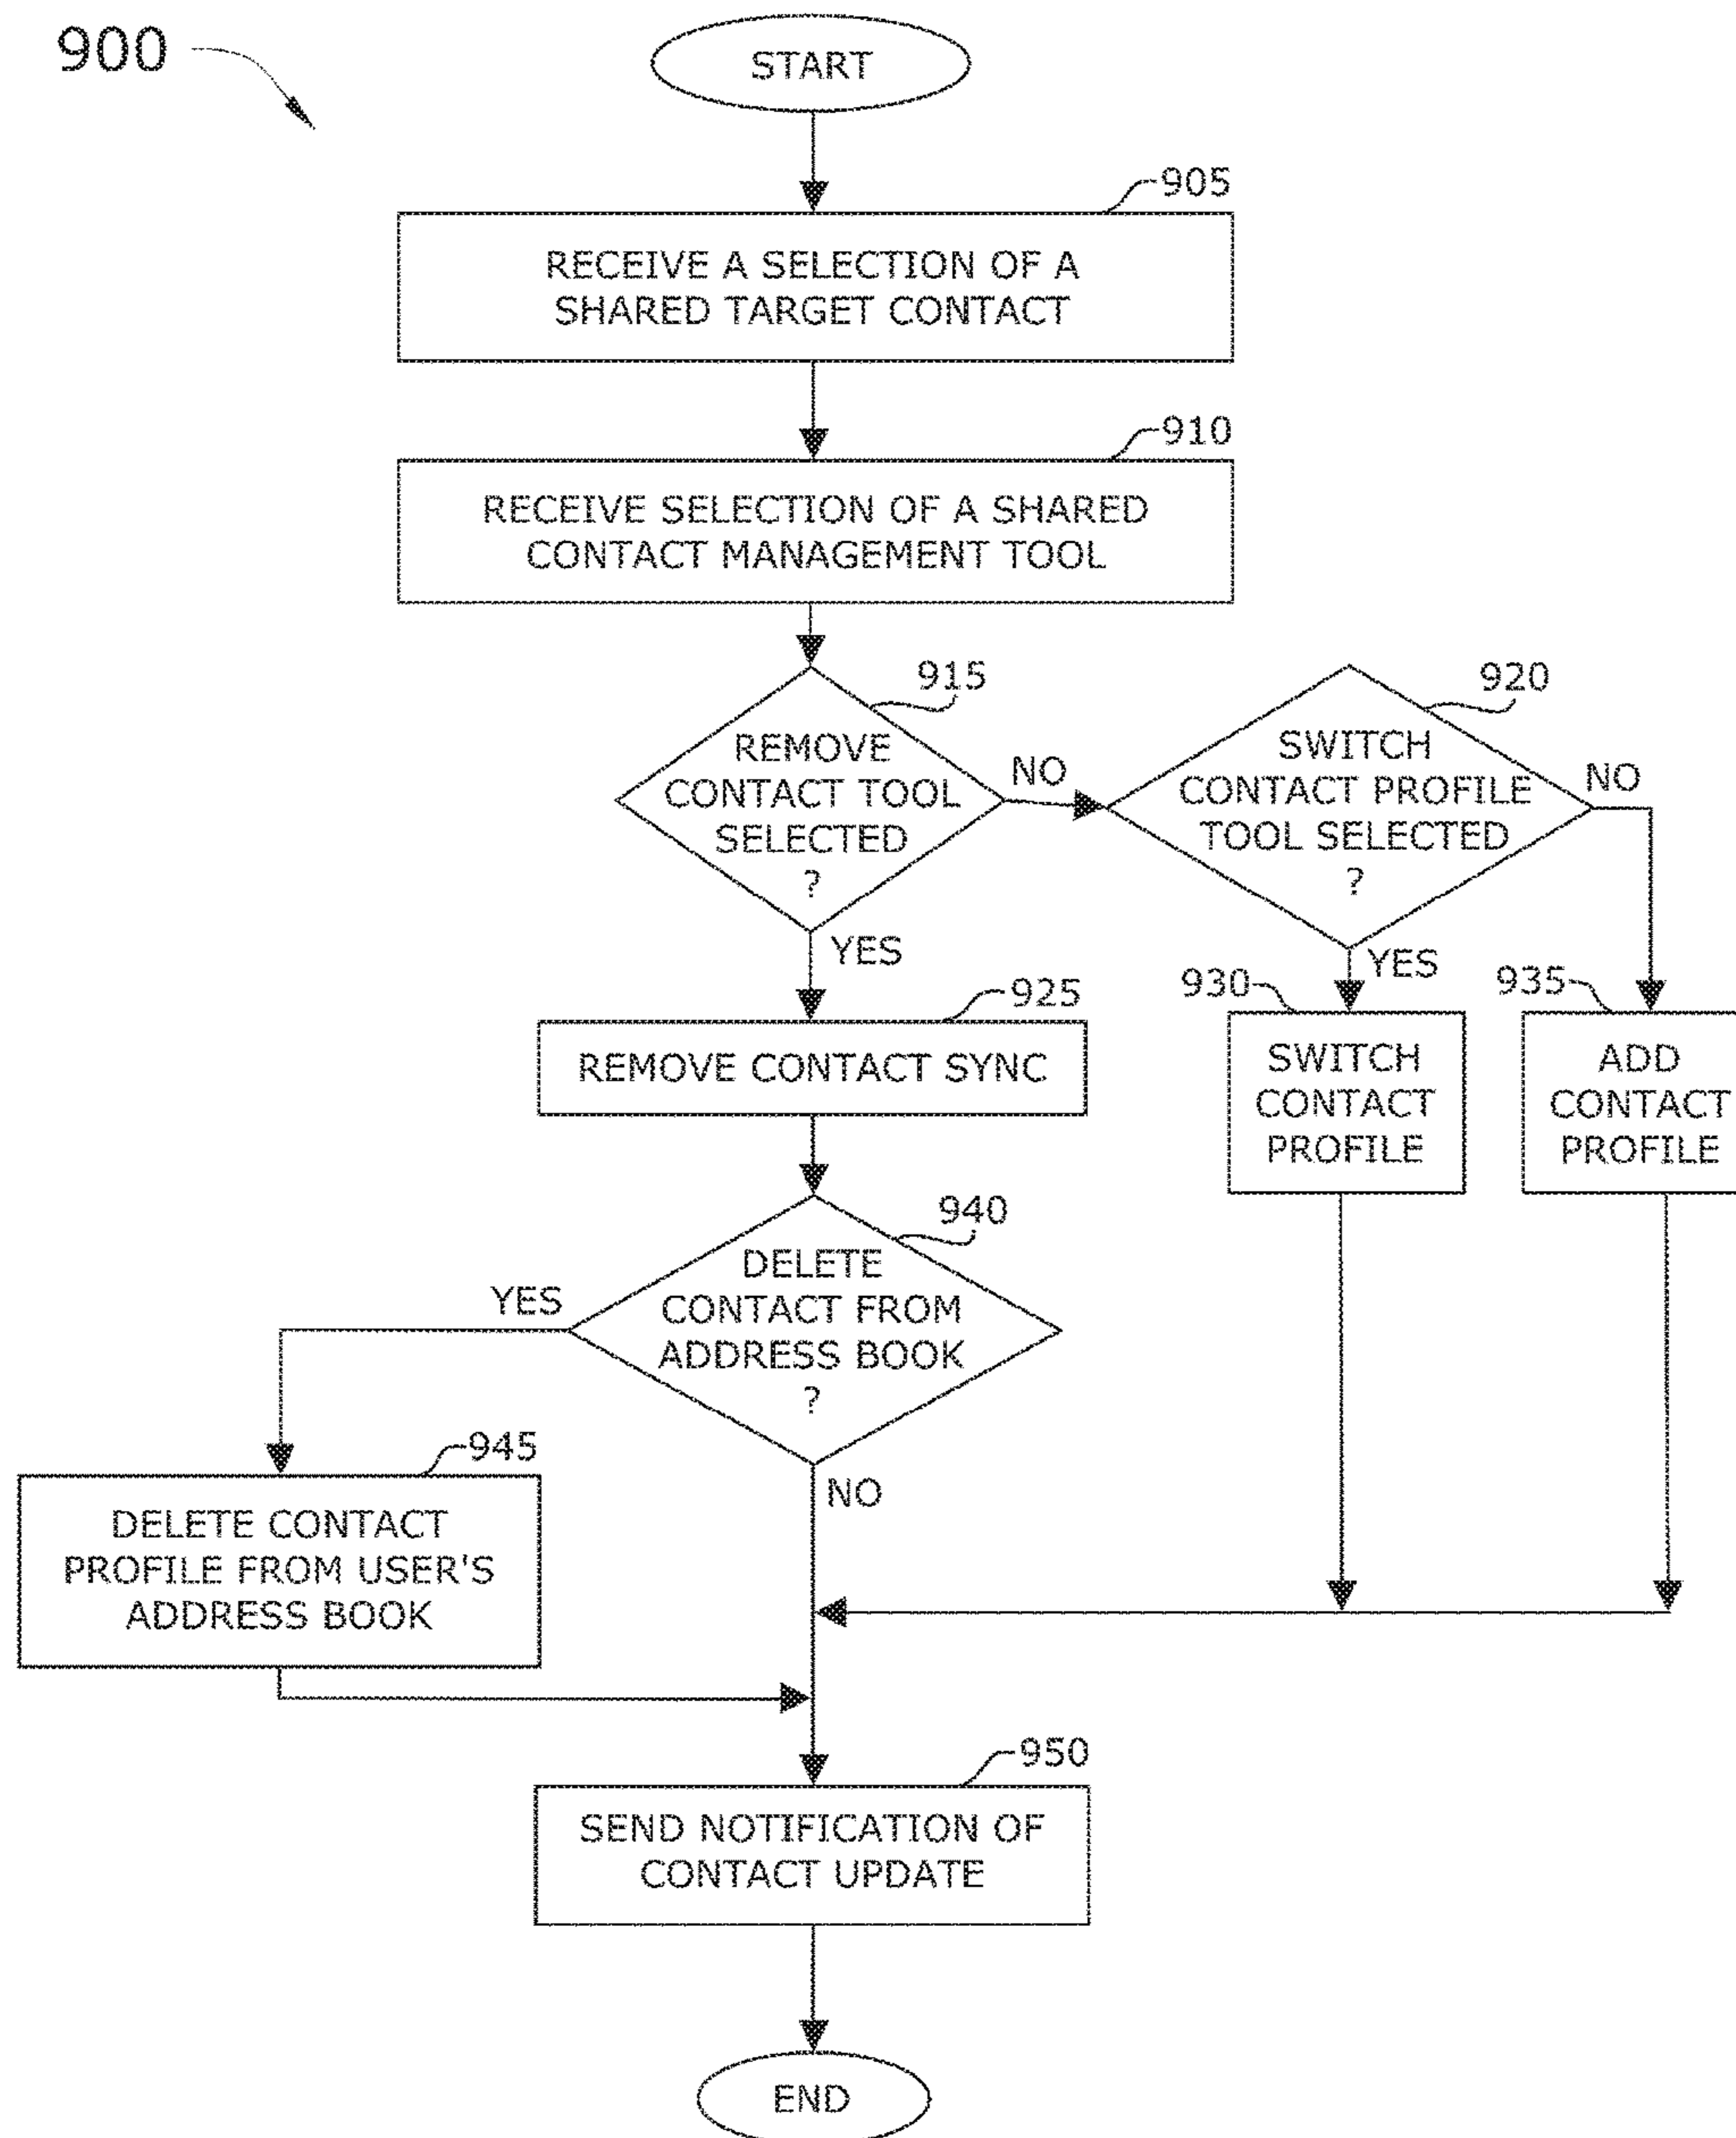 900
START
905
RECEIVE A SELECTION OF A
SHARED TARGET CONTACT
910
RECEIVE SELECTION OF A SHARED
CONTACT MANAGEMENT TOOL
915
REMOVE
CONTACT TOOL
SELECTED
?
NO
YES
920
SWITCH
CONTACT PROFILE
TOOL SELECTED
?
NO
YES
925
REMOVE CONTACT SYNC
930
SWITCH
CONTACT
PROFILE
935
ADD
CONTACT
PROFILE
940
DELETE
CONTACT FROM
ADDRESS BOOK
?
YES
NO
945
DELETE CONTACT
PROFILE FROM USER'S
ADDRESS BOOK
950
SEND NOTIFICATION OF
CONTACT UPDATE
END